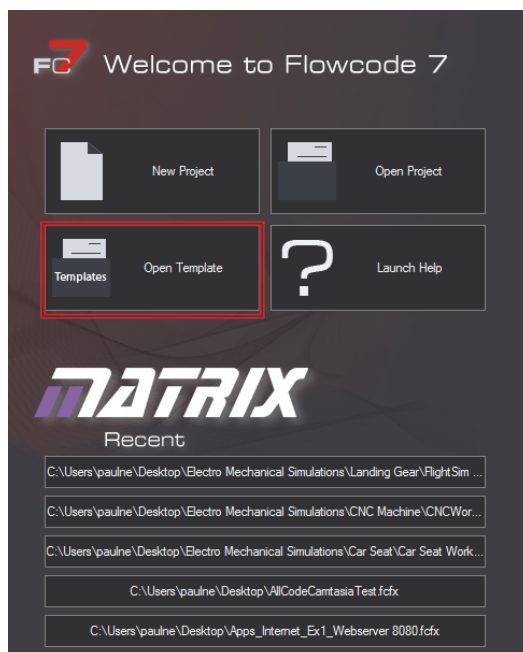 FC7 Welcome to Flowcode 7
New Project
Open Project
Templates
Open Template
Launch Help
MATRIX
Recent
C:\Users\paulne\Desktop\Electro Mechanical Simulations\Landing Gear\FlightSim ...
C:\Users\paulne\Desktop\Electro Mechanical Simulations\CNC Machine\CNCWor...
C:\Users\paulne\Desktop\Electro Mechanical Simulations\Car Seat\Car Seat Work...
C:\Users\paulne\Desktop\AllCodeCamtasiaTest.fcfx
C:\Users\paulne\Desktop\Apps_Internet_Ex1_Webserver 8080.fcfx